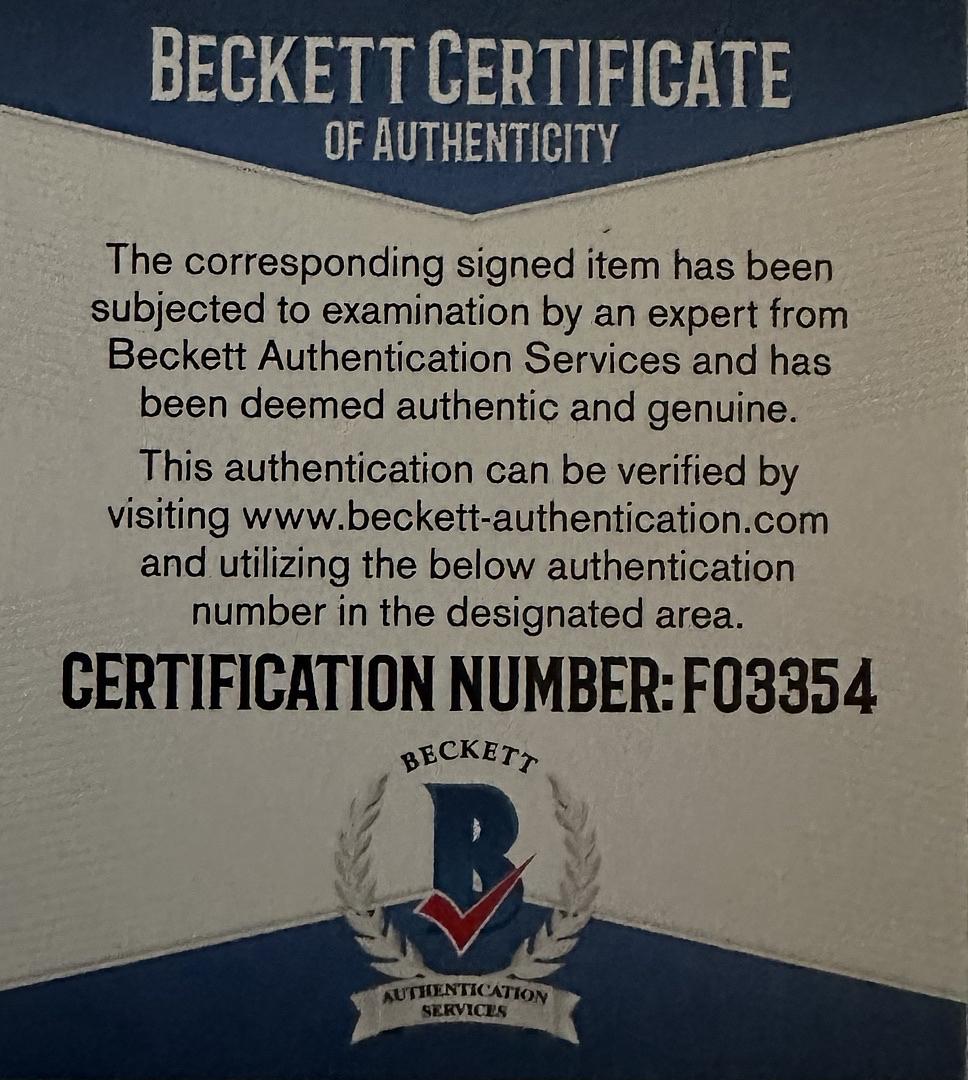 BECKETT CERTIFICATE
OF AUTHENTICITY
The corresponding signed item has been
subjected to examination by an expert from
Beckett Authentication Services and has
been deemed authentic and genuine.
This authentication can be verified by
visiting www.beckett-authentication.com
and utilizing the below authentication
number in the designated area.
CERTIFICATION NUMBER: F03354
BECKETT
B
AUTHENTICATION
SERVICES